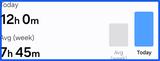 Today
12h 0m
Avg (week)
7h 45m
Avg
(week)
Today